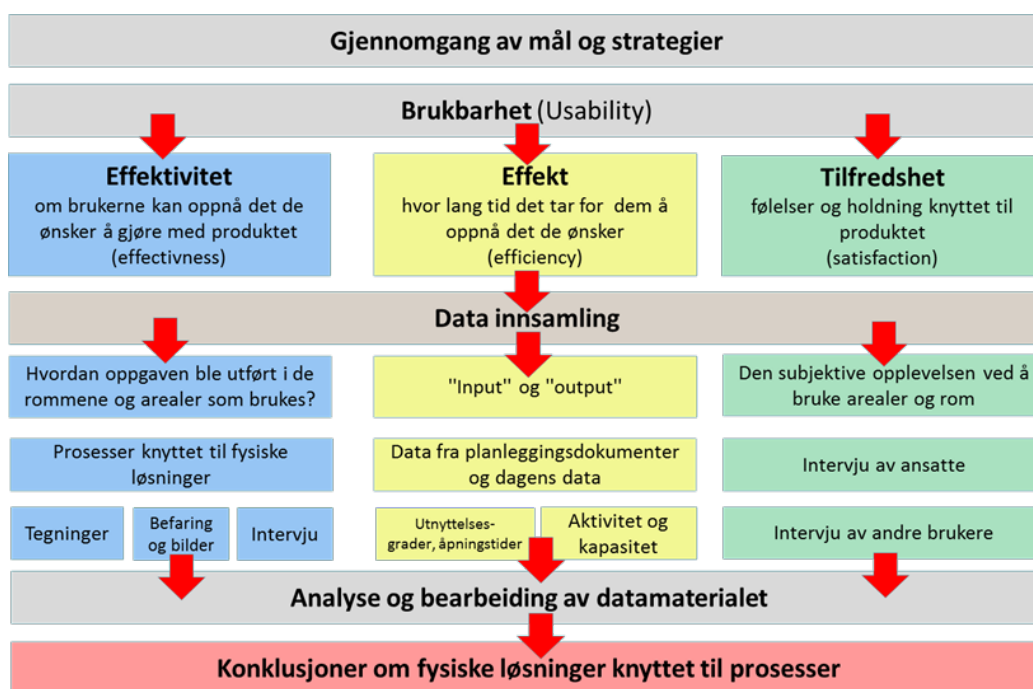 Gjennomgang av mål og strategier
Brukbarhet (Usability)
Effektivitet
om brukerne kan oppnå det de
ønsker å gjøre med produktet
(effectivness)
Effekt
hvor lang tid det tar for dem å
oppnå det de ønsker
(efficiency)
Tilfredshet
følelser og holdning knyttet til
produktet
(satisfaction)
Data innsamling
Hvordan oppgaven ble utført i de
rommene og arealer som brukes?
"Input" og "output"
Den subjektive opplevelsen ved å
bruke arealer og rom
Prosesser knyttet til fysiske
løsninger
Data fra planleggingsdokumenter
og dagens data
Intervju av ansatte
Tegninger
Befaring
og bilder
Intervju
Utnyttelses-
grader, åpningstider
Aktivitet og
kapasitet
Intervju av andre brukere
Analyse og bearbeiding av datamaterialet
Konklusjoner om fysiske løsninger knyttet til prosesser